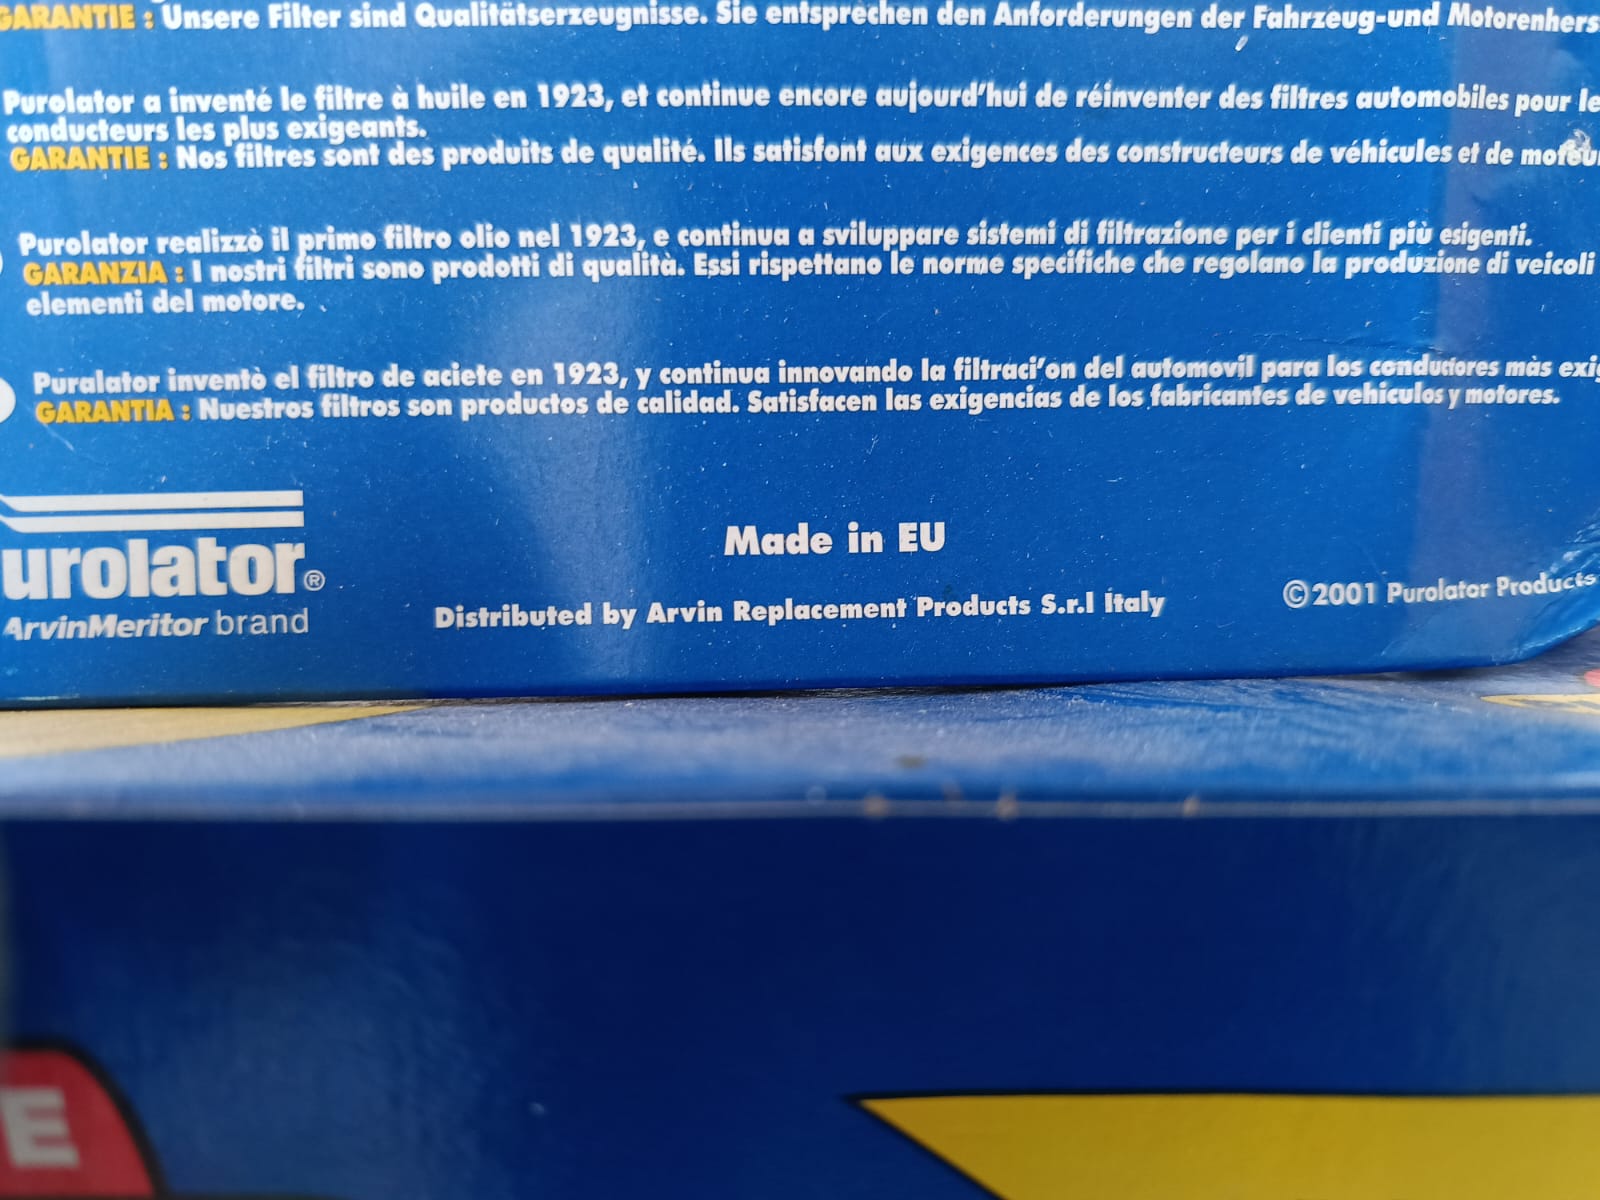 GARANTIE : Unsere Filter sind Qualitätserzeugnisse. Sie entsprechen den Anforderungen der Fahrzeug-und Motorenhers
Purolator a inventé le filtre à huile en 1923, et continue encore aujourd'hui de réinventer des filtres automobiles pour le
conducteurs les plus exigeants.
GARANTIE : Nos filtres sont des produits de qualité. Ils satisfont aux exigences des constructeurs de véhicules et de moteur
Purolator realizzò il primo filtro olio nel 1923, e continua a sviluppare sistemi di filtrazione per i clienti più esigenti.
GARANZIA : I nostri filtri sono prodotti di qualità. Essi rispettano le norme specifiche che regolano la produzione di veicoli
elementi del motore.
Puralator inventò el filtro de aciete en 1923, y continua innovando la filtraci'on del automovil para los conductores màs exig
GARANTIA : Nuestros filtros son productos de calidad. Satisfacen las exigencias de los fabricantes de vehiculos y motores.
urolator®
ArvinMeritor brand
Made in EU
Distributed by Arvin Replacement Products S.r.l Italy
©2001 Purolator Products
E